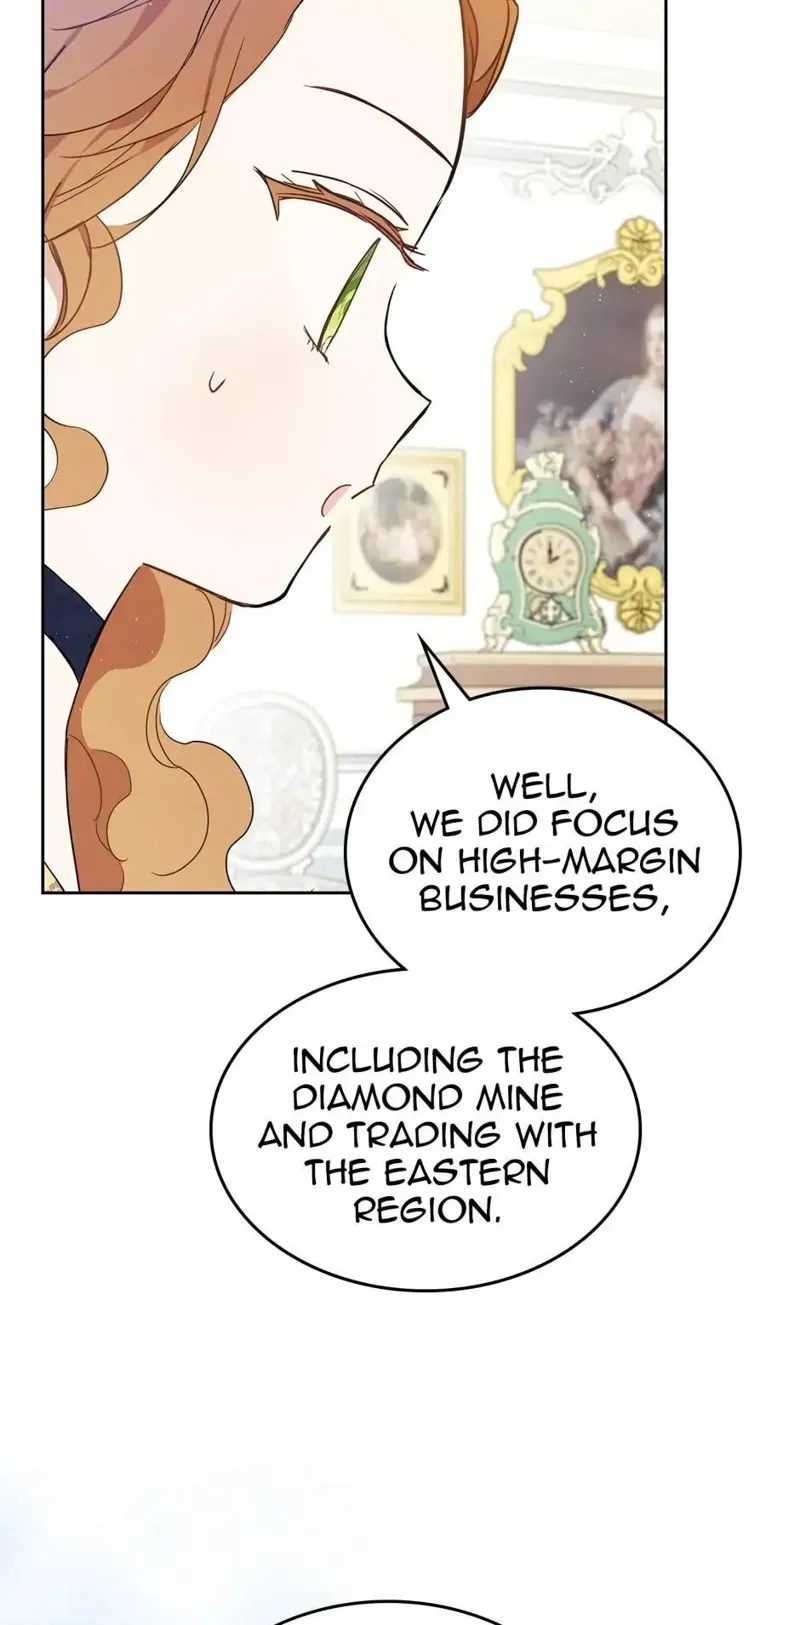 WELL,
WE DID FOCUS
ON HIGH-MARGIN
BUSINESSES,
INCLUDING THE
DIAMOND MINE
AND TRADING WITH
THE EASTERN
REGION.